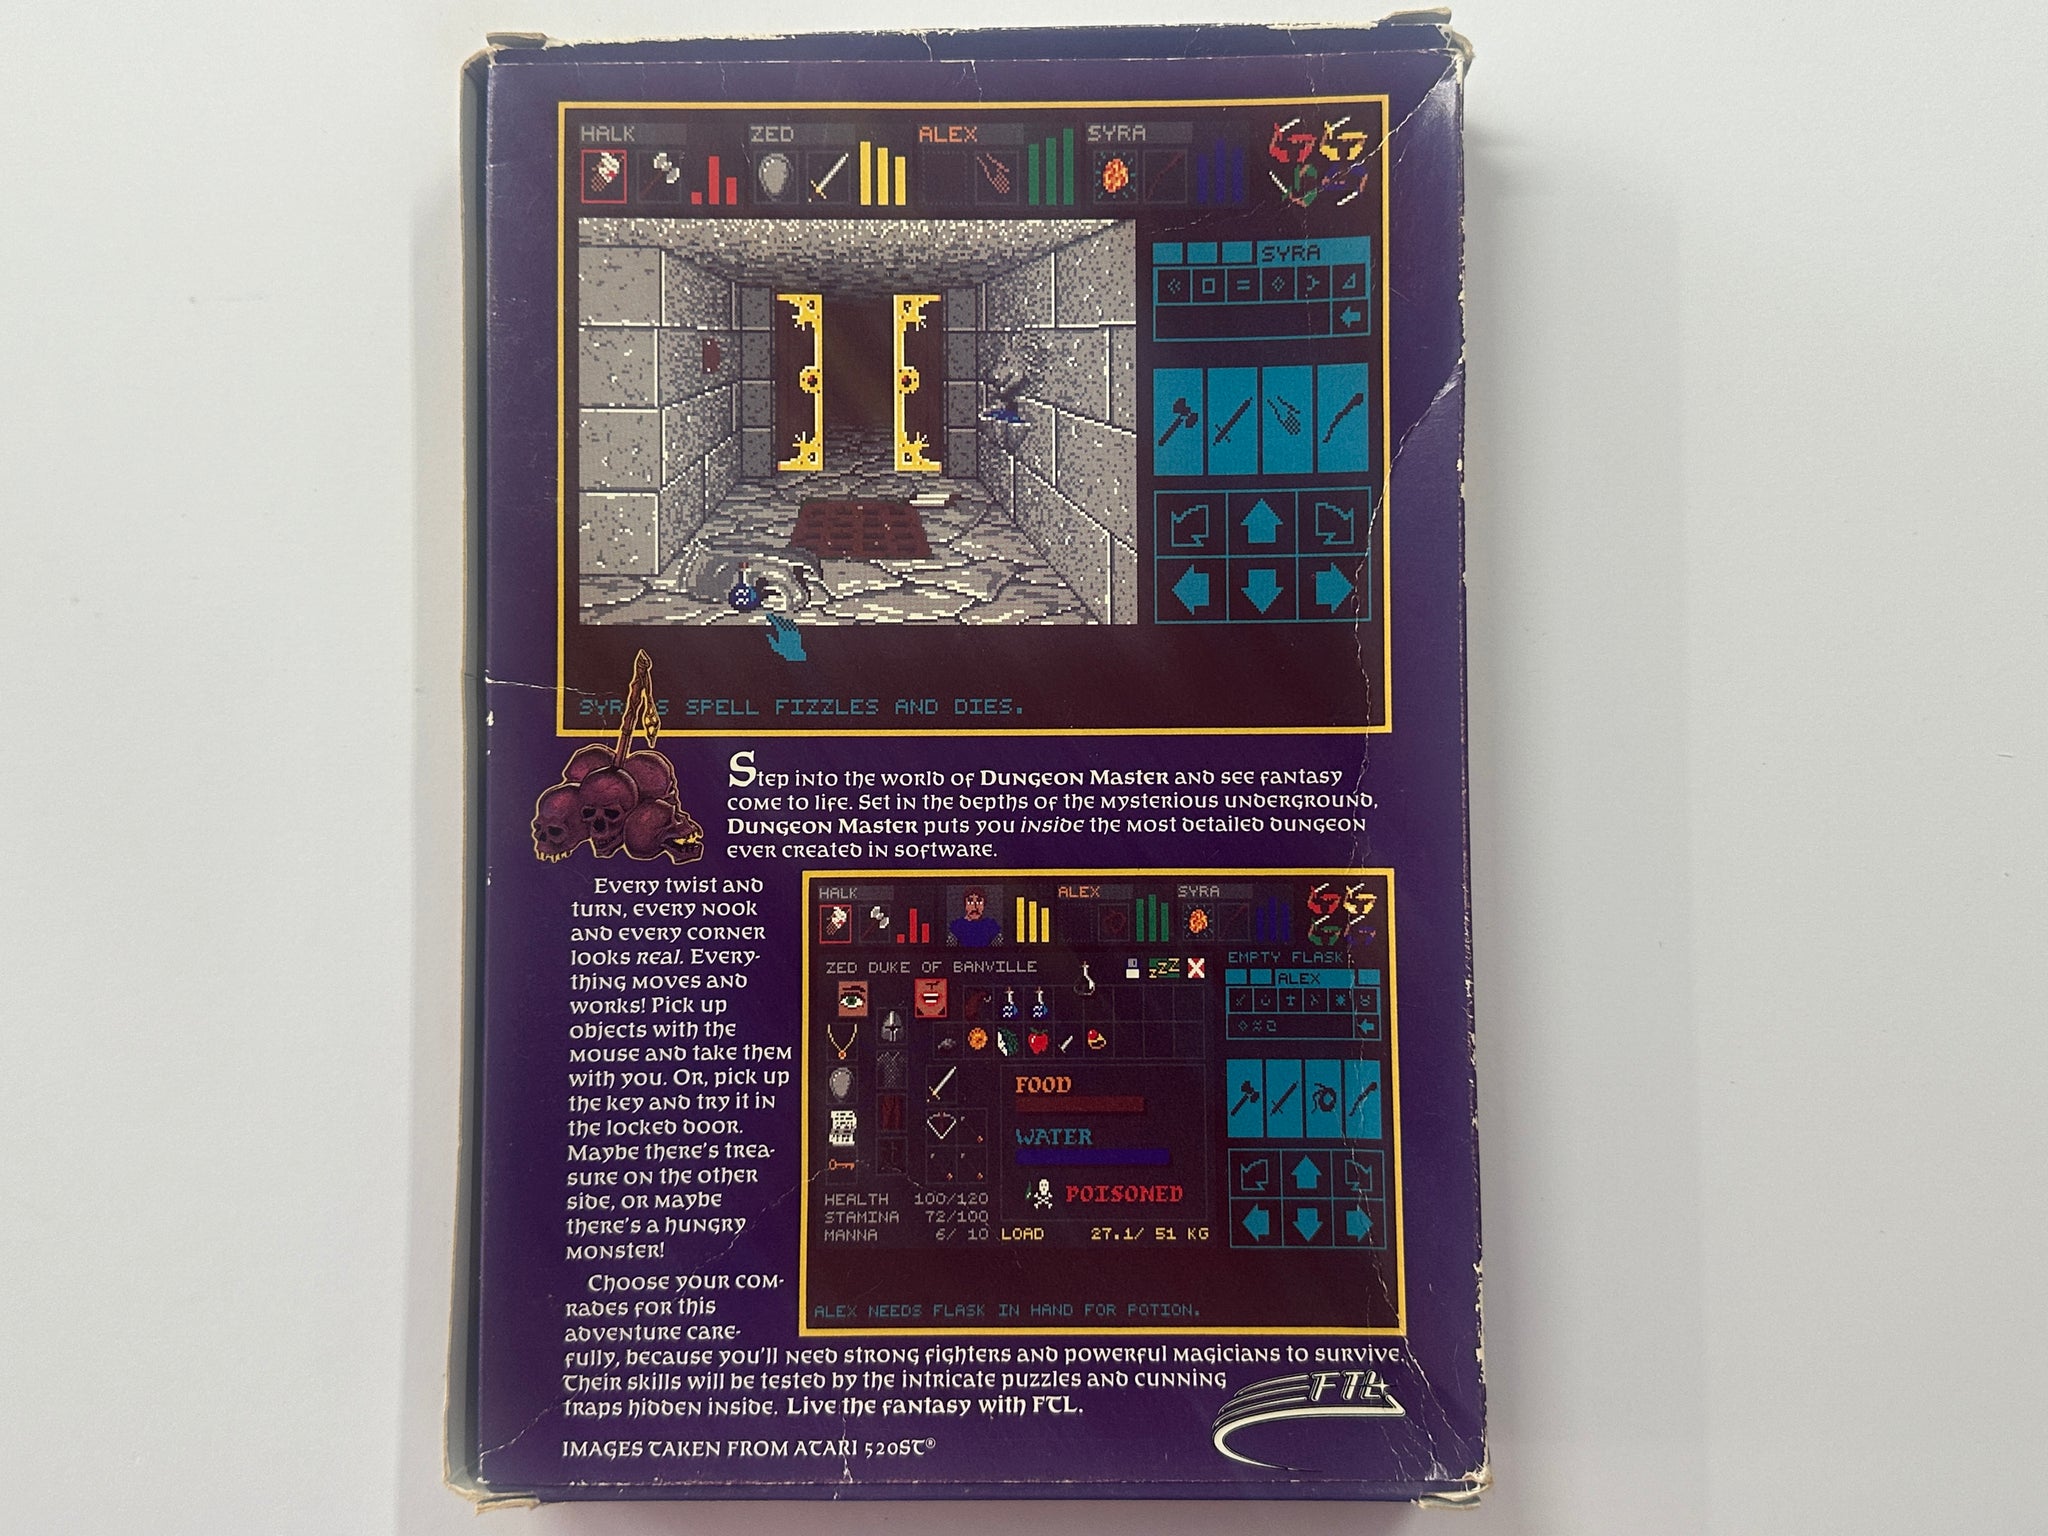 HALK ZED ALEX SYRA
SYRA
SPELL FIZZLES AND DIES.
Step into the world of Dungeon Master and see fantasy
come to life. Set in the depths of the mysterious underground,
Dungeon Master puts you inside the most detailed dungeon
ever created in software.
Every twist and
turn, every nook
and every corner
looks real. Every-
thing moves and
works! Pick up
objects with the
mouse and take them
with you. Or, pick up
the key and try it in
the locked door.
Maybe there's trea-
sure on the other
side, or maybe
there's a hungry
monster!
Choose your com-
rades for this
adventure care-
fully, because you'll need strong fighters and powerful magicians to survive.
Their skills will be tested by the intricate puzzles and cunning
traps hidden inside. Live the fantasy with FTL.
IMAGES TAKEN FROM ATARI 520ST®
HALK ALEX SYRA
ZED DUKE OF BANVILLE
ZZZ
EMPTY FLASK
ALEX
FOOD
WATER
POISONED
HEALTH 100/120
STAMINA 72/100
MANNA 6/ 10 LOAD 27.1/ 51 KG
ALEX NEEDS FLASK IN HAND FOR POTION.
FTL